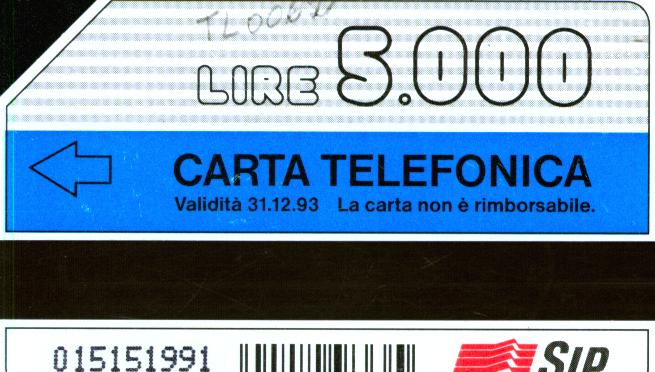 LIRE 5.000
CARTA TELEFONICA
Validità 31.12.93 La carta non è rimborsabile.
015151991 SIP